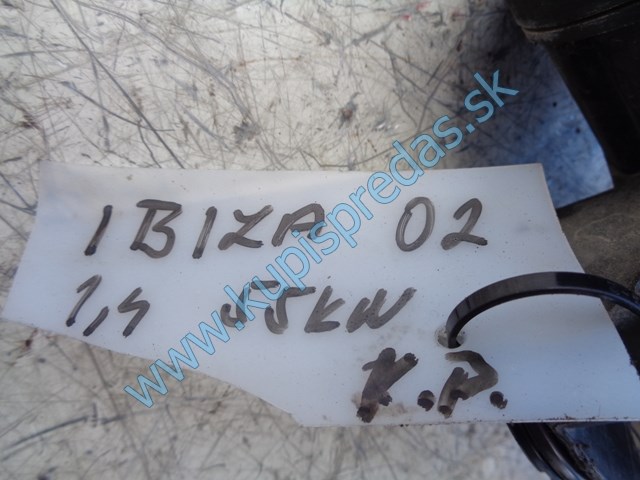 IBIZA 02
1,4 55KW
K.P.
www.kupispredas.sk